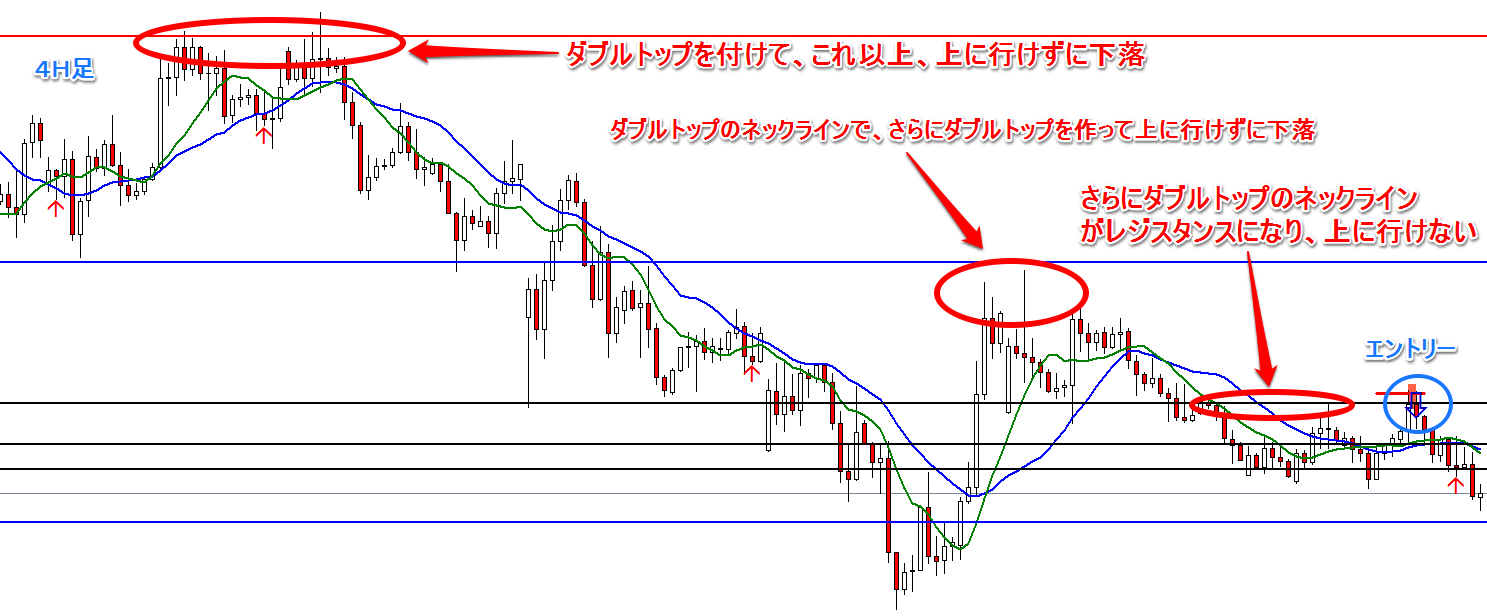 4H足
ダブルトップを付けて、これ以上、上に行けずに下落
ダブルトップのネックラインで、さらにダブルトップを作って上に行けずに下落
さらにダブルトップのネックライン
がレジスタンスになり、上に行けない
エントリー